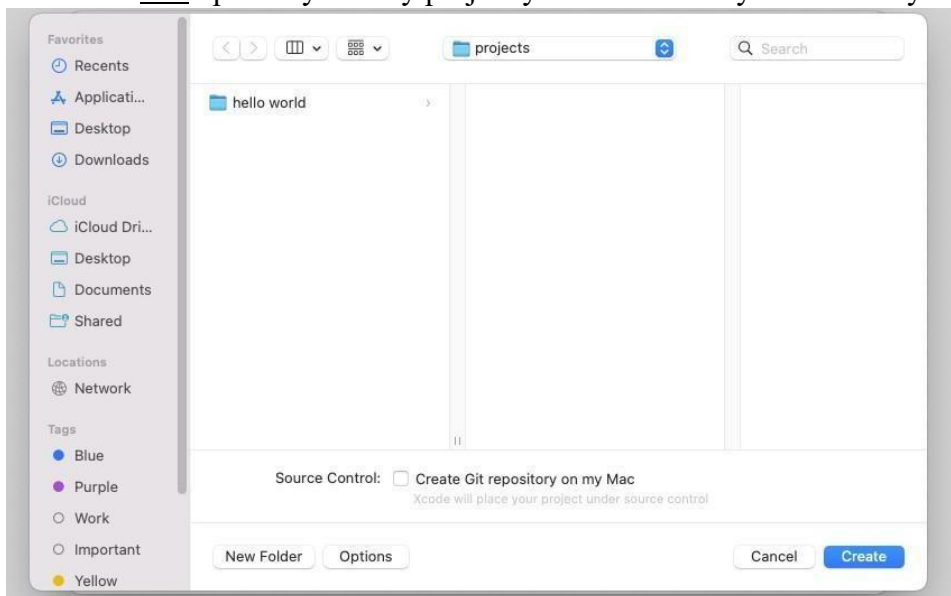 Favorites
Recents
Applicati...
Desktop
Downloads
iCloud
iCloud Dri...
Desktop
Documents
Shared
Locations
Network
Tags
Blue
Purple
Work
Important
Yellow
projects
Search
hello world
Source Control: Create Git repository on my Mac
Xcode will place your project under source control
New Folder Options Cancel Create